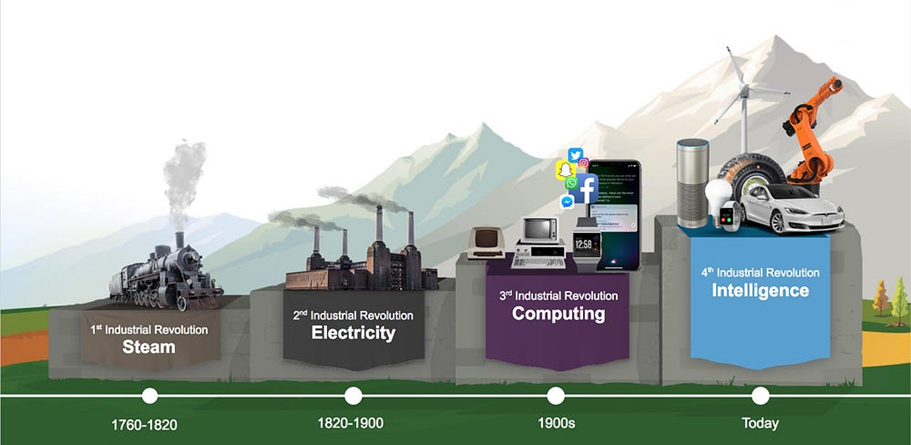 12:58
1st Industrial Revolution
Steam
2nd Industrial Revolution
Electricity
3rd Industrial Revolution
Computing
4th Industrial Revolution
Intelligence
1760-1820
1820-1900
1900s
Today